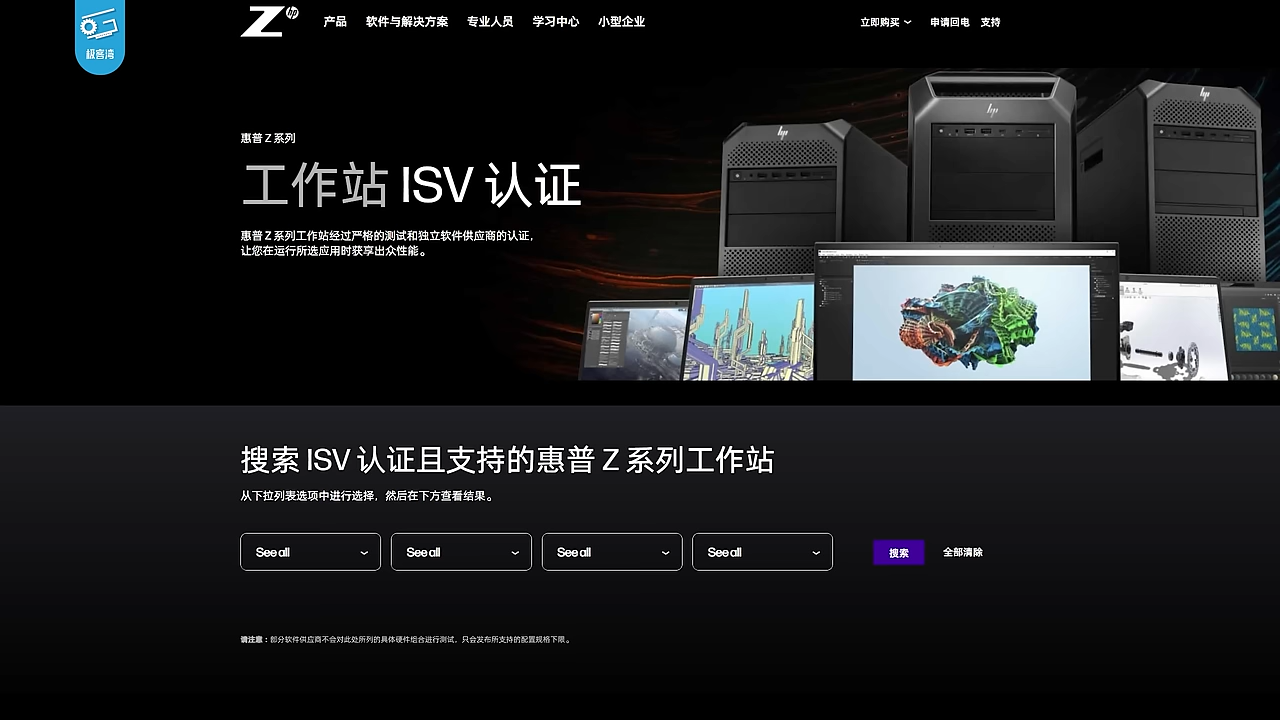 极客湾
Z hp
产品 软件与解决方案 专业人员 学习中心 小型企业
立即购买 申请回电 支持
惠普 Z 系列
工作站 ISV 认证
惠普 Z 系列工作站经过严格的测试和独立软件供应商的认证，
让您在运行所选应用时获享出众性能。
hp
hp
hp
搜索 ISV 认证且支持的惠普 Z 系列工作站
从下拉列表选项中进行选择，然后在下方查看结果。
See all See all See all See all 搜索 全部清除
请注意：部分软件供应商不会对此处所列的具体硬件组合进行测试，只会发布所支持的配置规格下限。